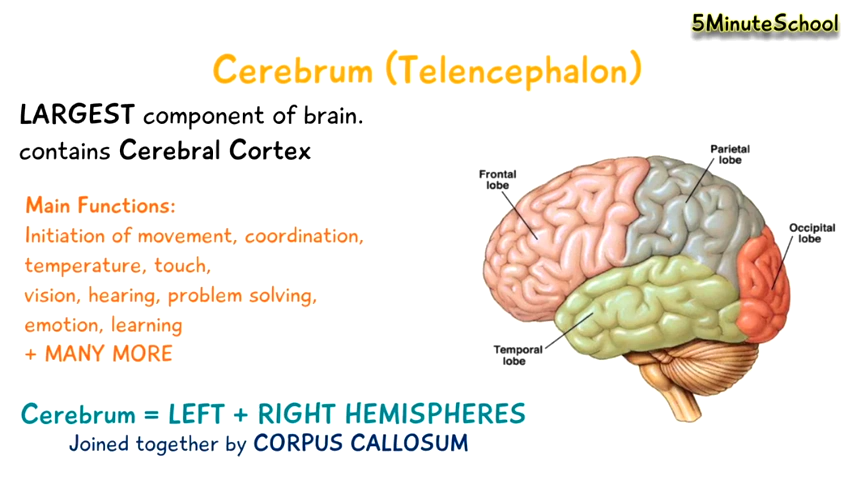 5MinuteSchool
Cerebrum (Telencephalon)
LARGEST component of brain.
contains Cerebral Cortex
Main Functions:
Initiation of movement, coordination,
temperature, touch,
vision, hearing, problem solving,
emotion, learning
+ MANY MORE
Frontal
lobe
Parietal
lobe
Occipital
lobe
Temporal
lobe
Cerebrum = LEFT + RIGHT HEMISPHERES
Joined together by CORPUS CALLOSUM